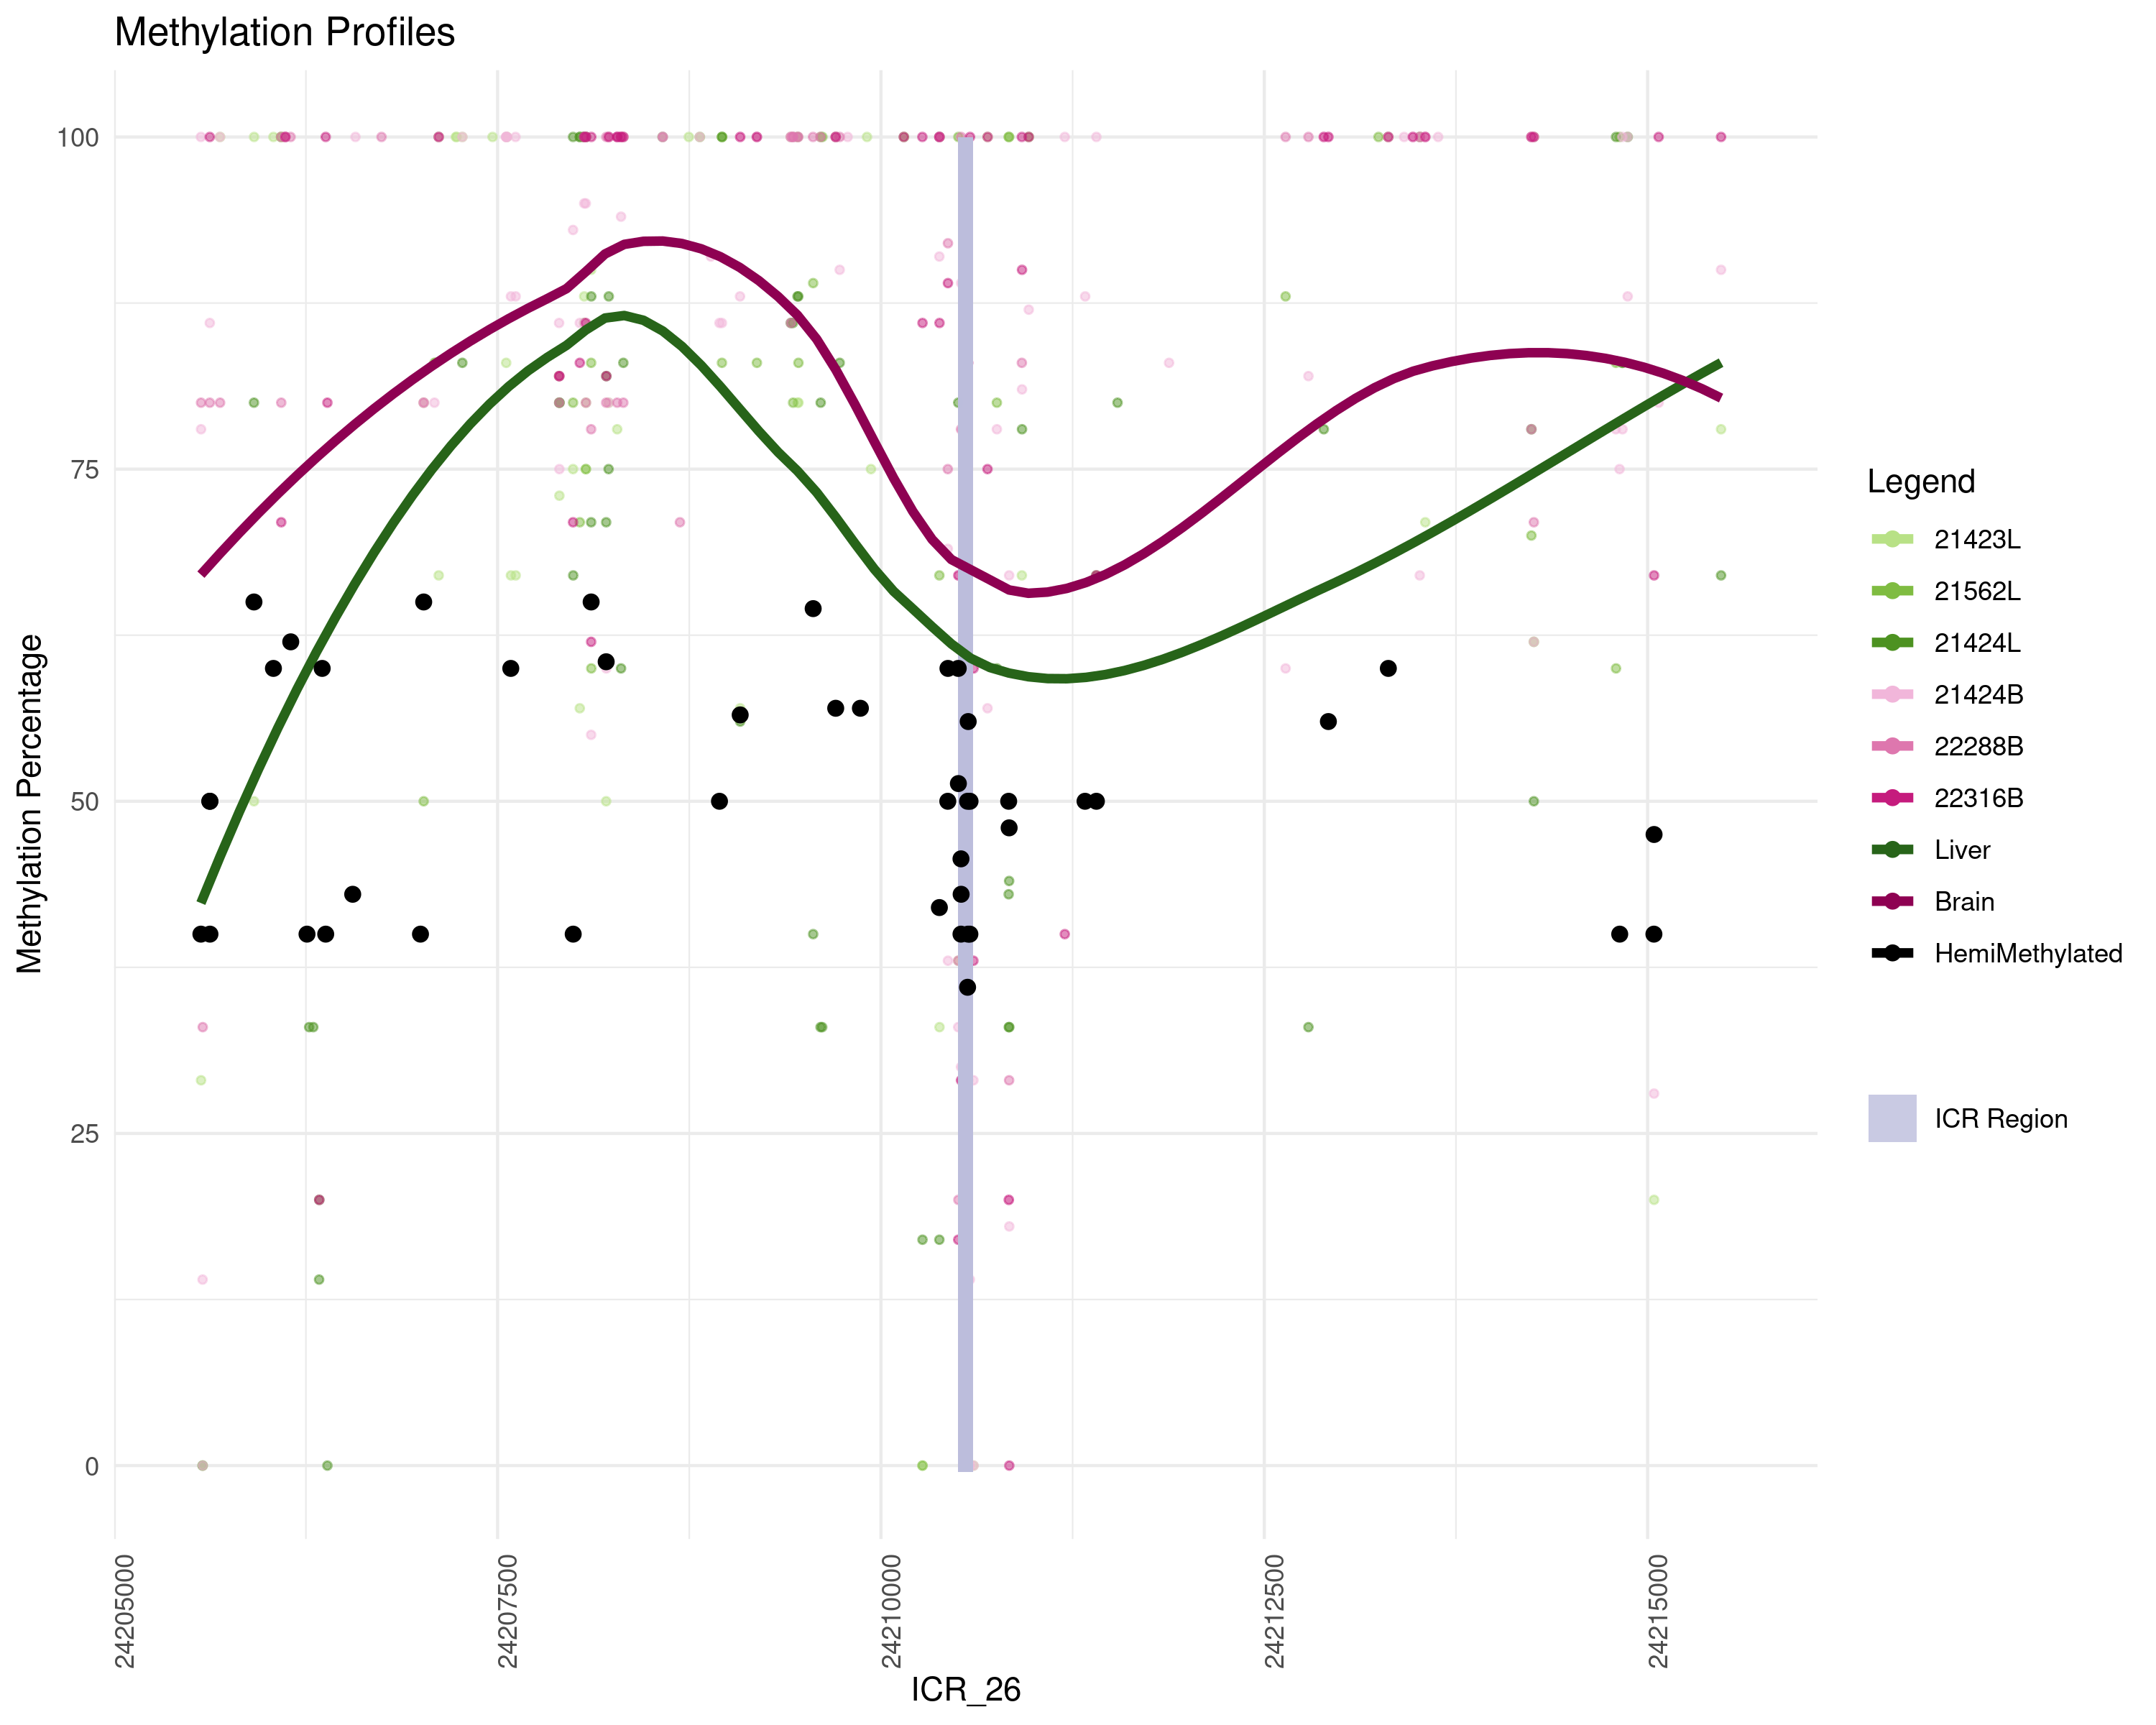 Methylation Profiles
Methylation Percentage
100
75
50
25
0
24205000
24207500
24210000
24212500
24215000
ICR_26
Legend
21423L
21562L
21424L
21424B
22288B
22316B
Liver
Brain
HemiMethylated
ICR Region